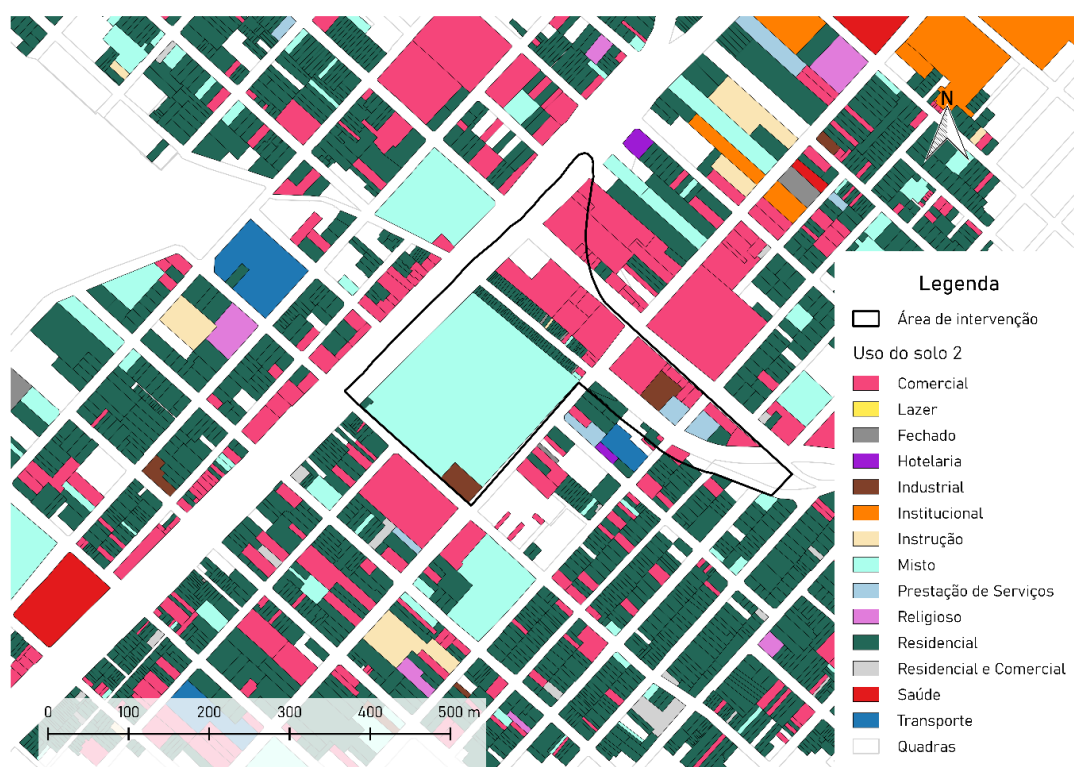 N
Legenda
Área de intervenção
Uso do solo 2
Comercial
Lazer
Fechado
Hotelaria
Industrial
Institucional
Instrução
Misto
Prestação de Serviços
Religioso
Residencial
Residencial e Comercial
Saúde
Transporte
Quadras
0 100 200 300 400 500 m